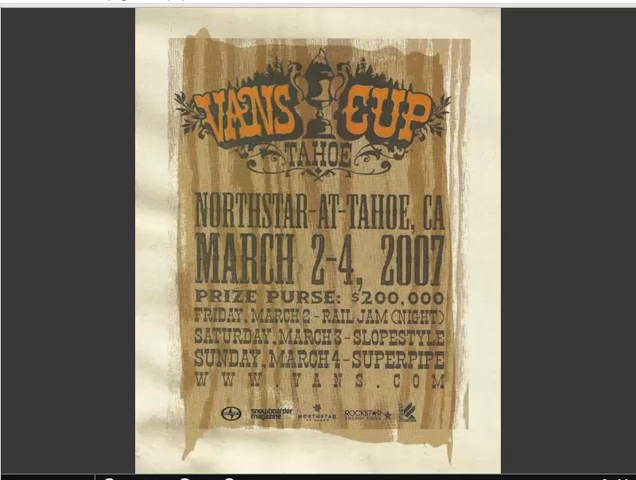 VANS CUP
TAHOE
NORTHSTAR-AT-TAHOE, CA
MARCH 2-4, 2007
PRIZE PURSE: $200,000
FRIDAY, MARCH 2 - RAIL JAM (NIGHT)
SATURDAY, MARCH 3 - SLOPESTYLE
SUNDAY, MARCH 4 - SUPERPIPE
WWW.VANS.COM
snowboarder magazine
NORTHSTAR
ROCKSTAR